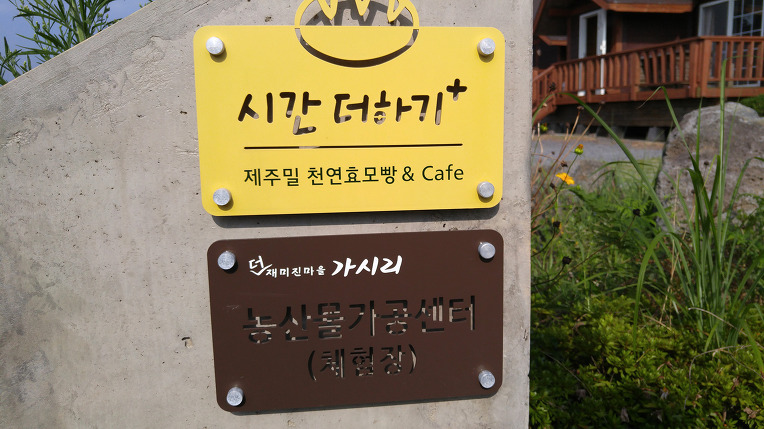 시간 더하기+
제주밀 천연효모빵 & Cafe
더 재미진마을 가시리
농산물가공센터
(체험장)